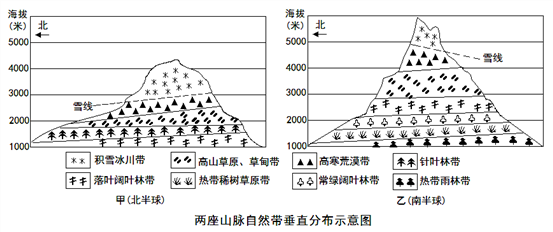 海拔
(米)
北
5000
4000
3000
2000
1000
雪线
海拔
(米)
北
6000
5000
4000
3000
2000
1000
雪线
积雪冰川带 高山草原、草甸带 高寒荒漠带 针叶林带
落叶阔叶林带 热带稀树草原带 常绿阔叶林带 热带雨林带
甲(北半球) 乙(南半球)
两座山脉自然带垂直分布示意图